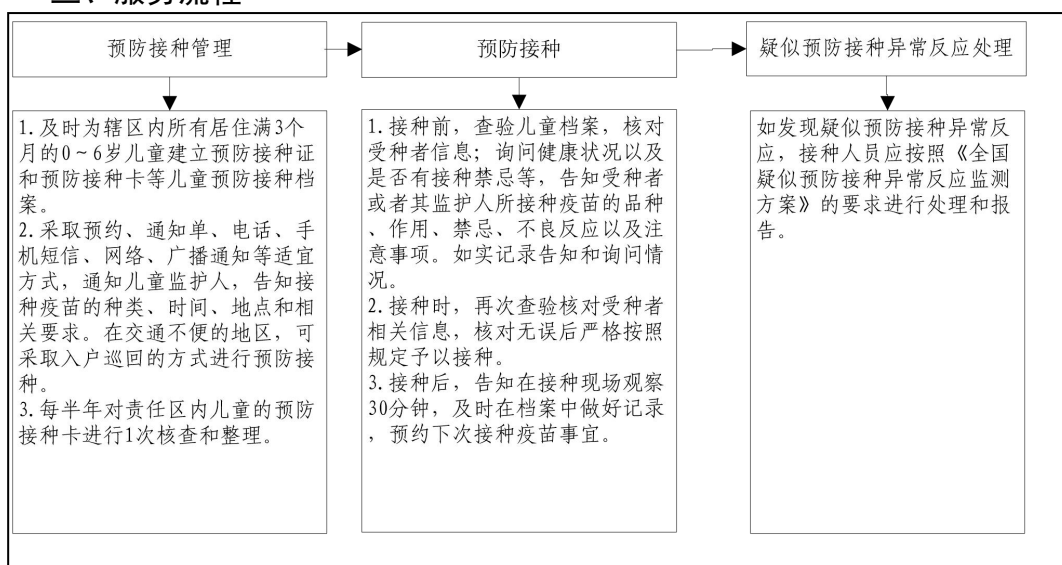 预防接种管理
预防接种
疑似预防接种异常反应处理
1.及时为辖区内所有居住满3个
月的0~6岁儿童建立预防接种证
和预防接种卡等儿童预防接种档
案。
2.采取预约、通知单、电话、手
机短信、网络、广播通知等适宜
方式，通知儿童监护人，告知接
种疫苗的种类、时间、地点和相
关要求。在交通不便的地区，可
采取入户巡回的方式进行预防接
种。
3.每半年对责任区内儿童的预防
接种卡进行1次核查和整理。
1.接种前，查验儿童档案，核对
受种者信息；询问健康状况以及
是否有接种禁忌等，告知受种者
或者其监护人所接种疫苗的品种
、作用、禁忌、不良反应以及注
意事项。如实记录告知和询问情
况。
2.接种时，再次查验核对受种者
相关信息，核对无误后严格按照
规定予以接种。
3.接种后，告知在接种现场观察
30分钟，及时在档案中做好记录
，预约下次接种疫苗事宜。
如发现疑似预防接种异常反
应，接种人员应按照《全国
疑似预防接种异常反应监测
方案》的要求进行处理和报
告。